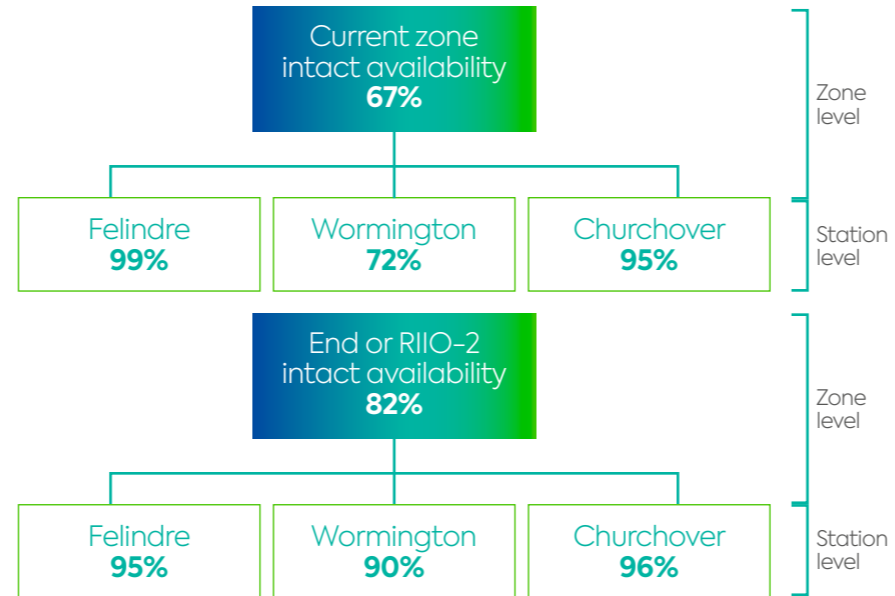 Current zone
intact availability
67%
Zone
level
Felindre
99%
Wormington
72%
Churchover
95%
Station
level
End or RIIO-2
intact availability
82%
Zone
level
Felindre
95%
Wormington
90%
Churchover
96%
Station
level